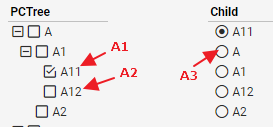 PCTree Child
A A11
A1 A1 A
A11 A2 A3 A1
A12 A12
A2 A2